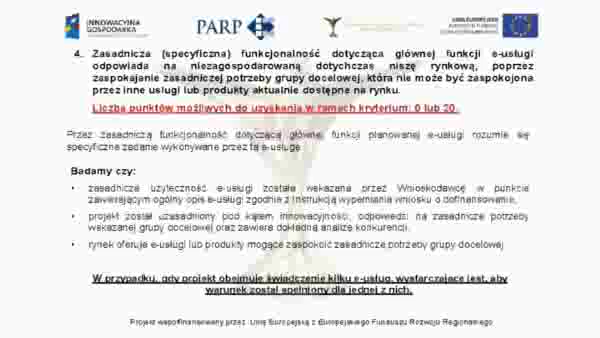 INNOWACYJNA
GOSPODARKA
PARP
UNIA EUROPEJSKA
4. Zasadnicza (specyficzna) funkcjonalność dotycząca głównej funkcji e-usługi
odpowiada na niezagospodarowaną dotychczas niszę rynkową, poprzez
zaspokajanie zasadniczej potrzeby grupy docelowej, która nie może być zaspokojona
przez inne usługi lub produkty aktualnie dostępne na rynku.
Liczba punktów możliwych do uzyskania w ramach kryterium: 0 lub 20.
Przez zasadniczą funkcjonalność dotyczącą głównej funkcji planowanej e-usługi rozumie się
specyficzne zadanie wykonywane przez tą e-usługę.
Badamy czy:
• zasadnicza użyteczność e-usługi została wskazana przez Wnioskodawcę w punkcie
zawierającym ogólny opis e-usługi zgodnie z Instrukcją wypełniania wniosku o dofinansowanie,
• projekt został uzasadniony pod kątem innowacyjności, odpowiedzi na zasadnicze potrzeby
wskazanej grupy docelowej oraz zawiera dokładną analizę konkurencji,
• rynek oferuje e-usługi lub produkty mogące zaspokoić zasadnicze potrzeby grupy docelowej
W przypadku, gdy projekt obejmuje świadczenie kilku e-usług, wystarczające jest, aby
warunek został spełniony dla jednej z nich.
Projekt współfinansowany przez Unię Europejską z Europejskiego Funduszu Rozwoju Regionalnego